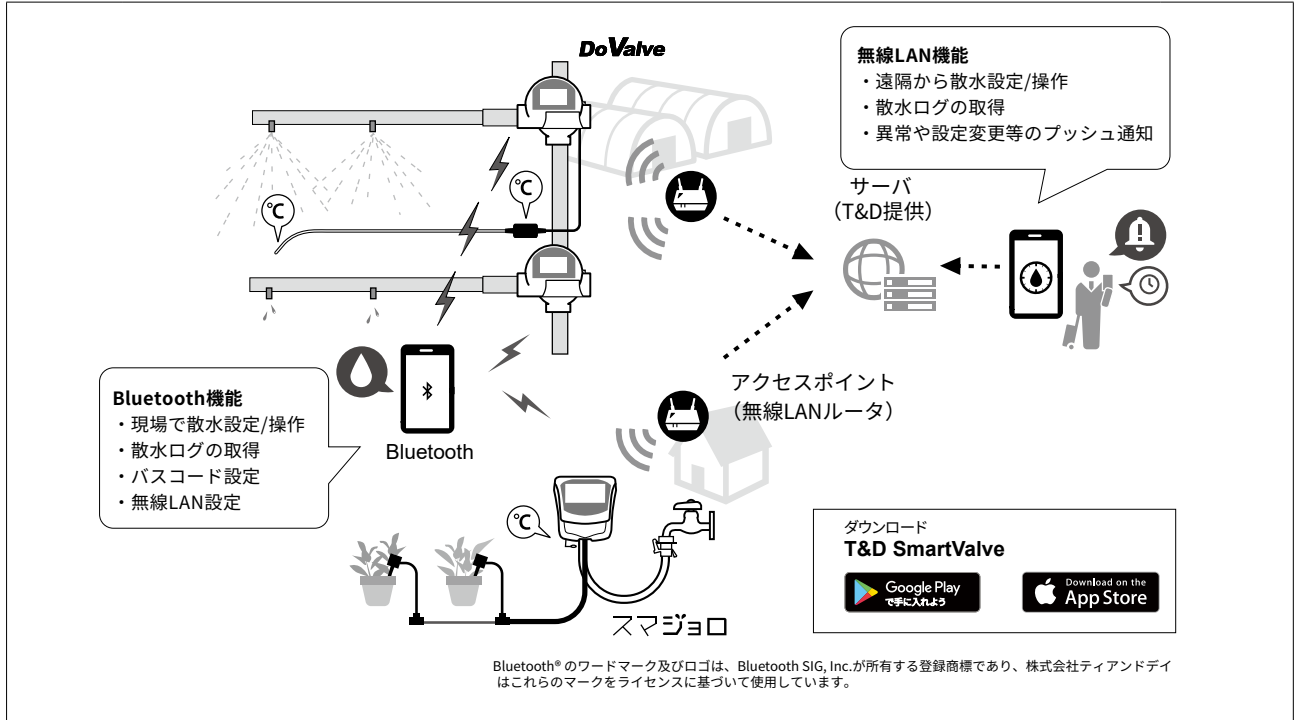 DoValve
無線LAN機能
・遠隔から散水設定/操作
・散水ログの取得
・異常や設定変更等のプッシュ通知
℃
℃
サーバ
（T&D提供）
Bluetooth機能
・現場で散水設定/操作
・散水ログの取得
・バスコード設定
・無線LAN設定
Bluetooth
アクセスポイント
（無線LANルータ）
℃
スマジョロ
ダウンロード
T&D SmartValve
Google Play
で手に入れよう
Download on the
App Store
Bluetooth® のワードマーク及びロゴは、Bluetooth SIG, Inc.が所有する登録商標であり、株式会社ティアンドデイ
はこれらのマークをライセンスに基づいて使用しています。